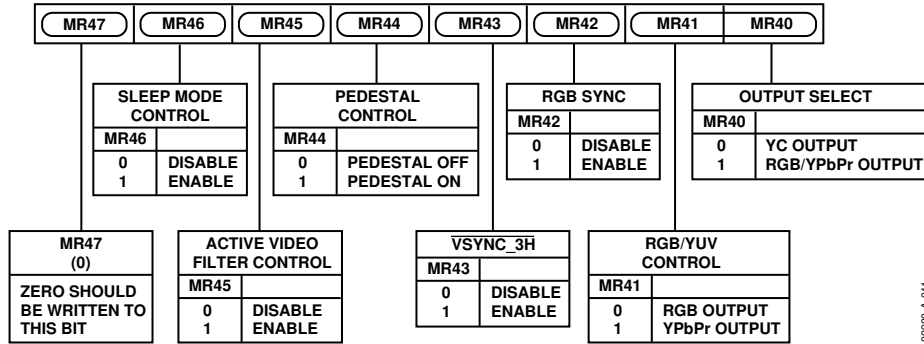 MR47 MR46 MR45 MR44 MR43 MR42 MR41 MR40
SLEEP MODE
CONTROL
MR46
0 DISABLE
1 ENABLE
PEDESTAL
CONTROL
MR44
0 PEDESTAL OFF
1 PEDESTAL ON
RGB SYNC
MR42
0 DISABLE
1 ENABLE
OUTPUT SELECT
MR40
0 YC OUTPUT
1 RGB/YPbPr OUTPUT
MR47
(0)
ZERO SHOULD
BE WRITTEN TO
THIS BIT
ACTIVE VIDEO
FILTER CONTROL
MR45
0 DISABLE
1 ENABLE
VSYNC_3H
MR43
0 DISABLE
1 ENABLE
RGB/YUV
CONTROL
MR41
0 RGB OUTPUT
1 YPbPr OUTPUT